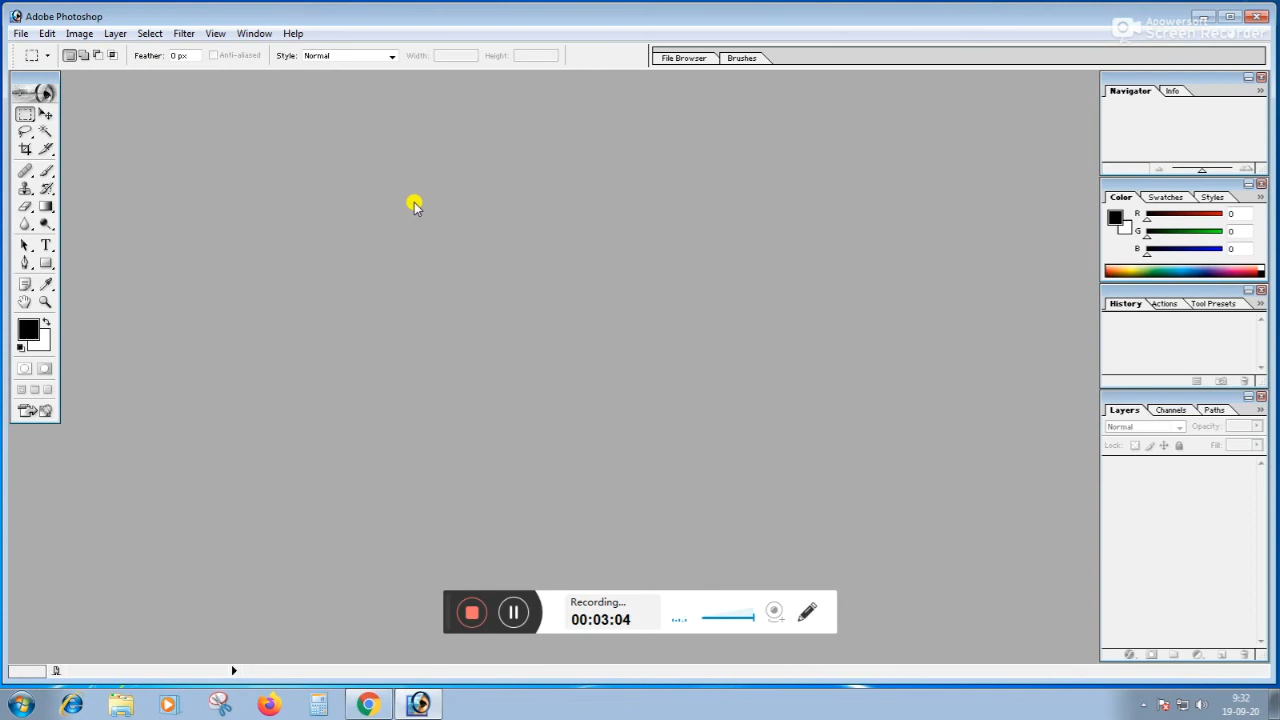 Adobe Photoshop
Apowersoft
Screen Recorder
File Edit Image Layer Select Filter View Window Help
Feather: 0 px Anti-aliased Style: Normal Width: Height: File Browser Brushes
Navigator Info
Color Swatches Styles
R 0
G 0
B 0
History Actions Tool Presets
Layers Channels Paths
Normal Opacity:
Lock: Fill:
Recording...
00:03:04
9:32
19-09-20